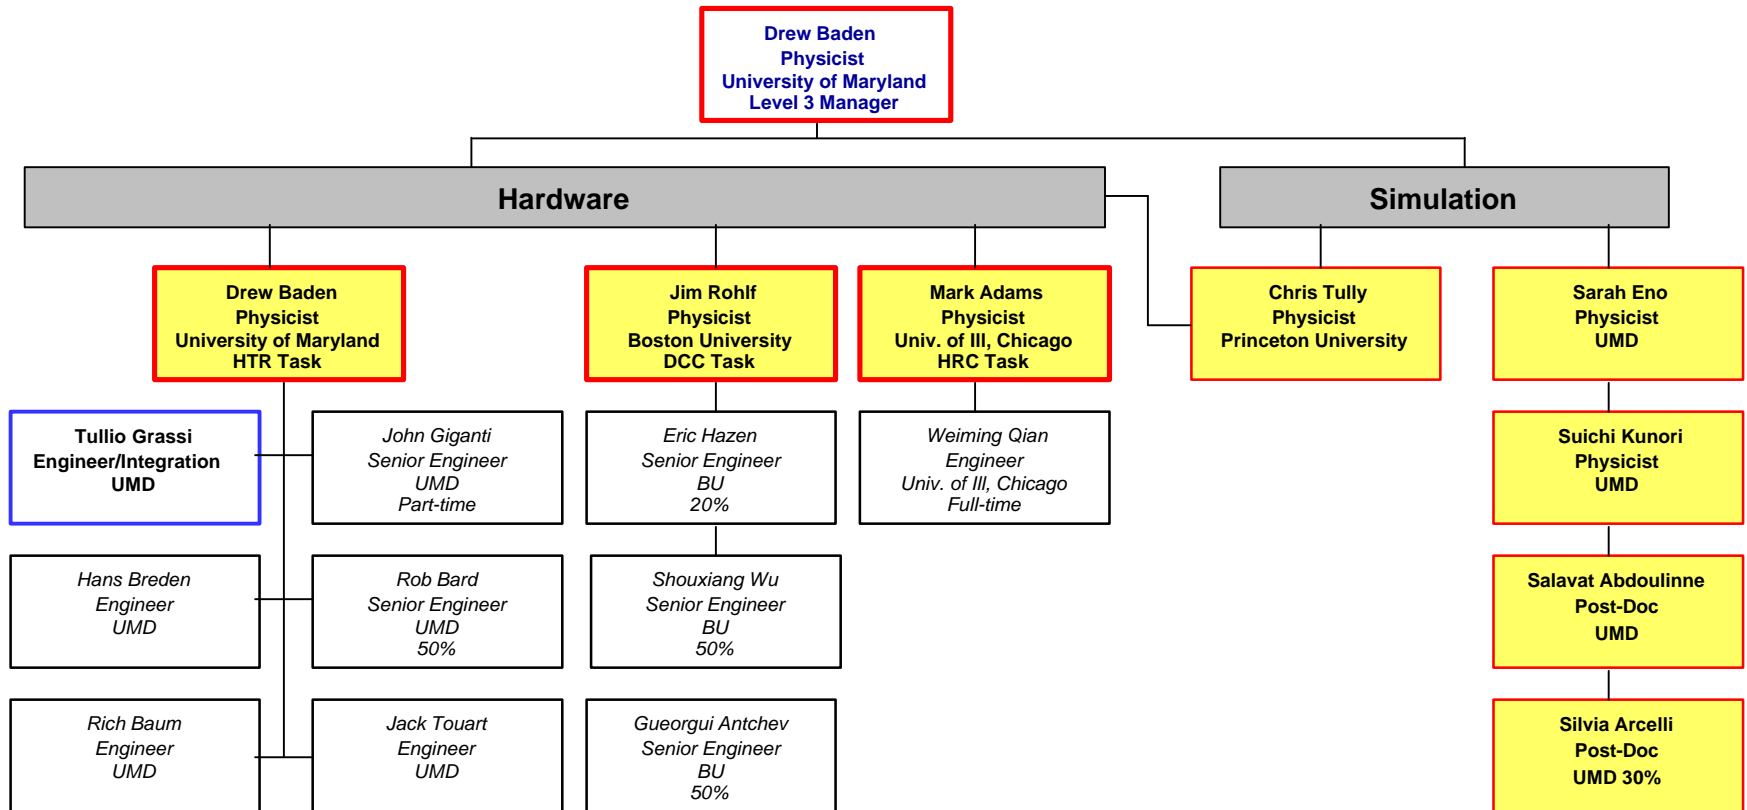 Drew Baden
Physicist
University of Maryland
Level 3 Manager
Hardware
Simulation
Drew Baden
Physicist
University of Maryland
HTR Task
Jim Rohlf
Physicist
Boston University
DCC Task
Mark Adams
Physicist
Univ. of Ill, Chicago
HRC Task
Chris Tully
Physicist
Princeton University
Sarah Eno
Physicist
UMD
Tullio Grassi
Engineer/Integration
UMD
John Giganti
Senior Engineer
UMD
Part-time
Eric Hazen
Senior Engineer
BU
20%
Weiming Qian
Engineer
Univ. of Ill, Chicago
Full-time
Suichi Kunori
Physicist
UMD
Hans Breden
Engineer
UMD
Rob Bard
Senior Engineer
UMD
50%
Shouxiang Wu
Senior Engineer
BU
50%
Salavat Abdoulinne
Post-Doc
UMD
Rich Baum
Engineer
UMD
Jack Touart
Engineer
UMD
Gueorgui Antchev
Senior Engineer
BU
50%
Silvia Arcelli
Post-Doc
UMD 30%